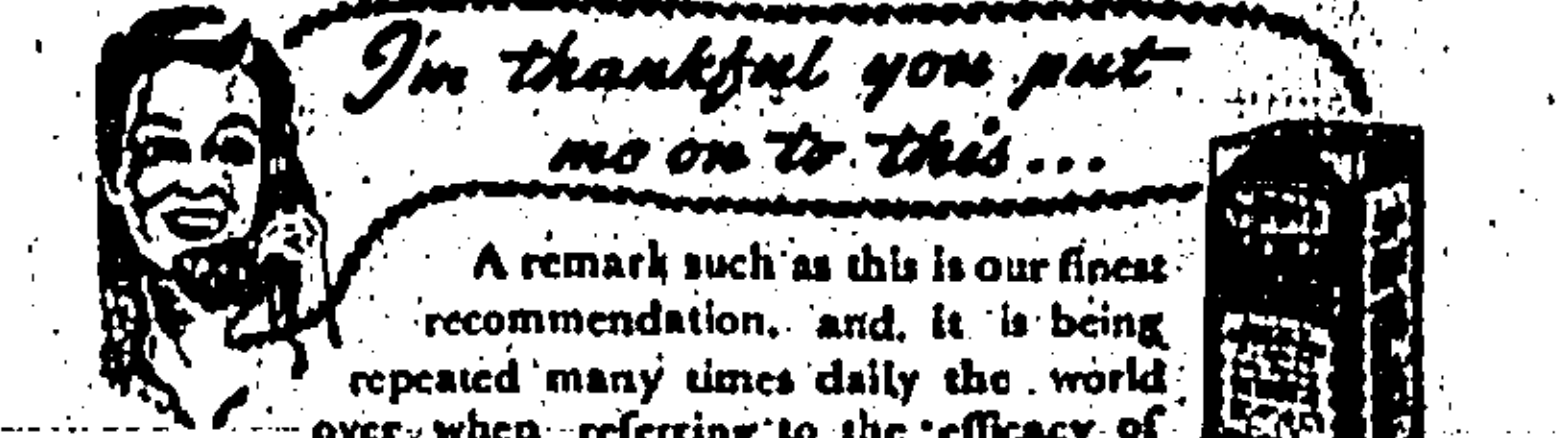 I'm thankful you put
me on to this...
A remark such as this is our finest
recommendation, and it is being
repeated many times daily the world
over when referring to the efficacy of